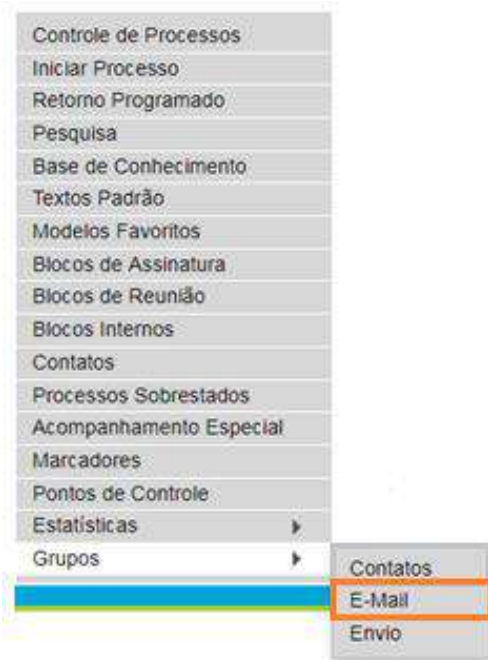 Controle de Processos
Iniciar Processo
Retorno Programado
Pesquisa
Base de Conhecimento
Textos Padrão
Modelos Favoritos
Blocos de Assinatura
Blocos de Reunião
Blocos Internos
Contatos
Processos Sobrestados
Acompanhamento Especial
Marcadores
Pontos de Controle
Estatísticas
Grupos
Contatos
E-Mail
Envio